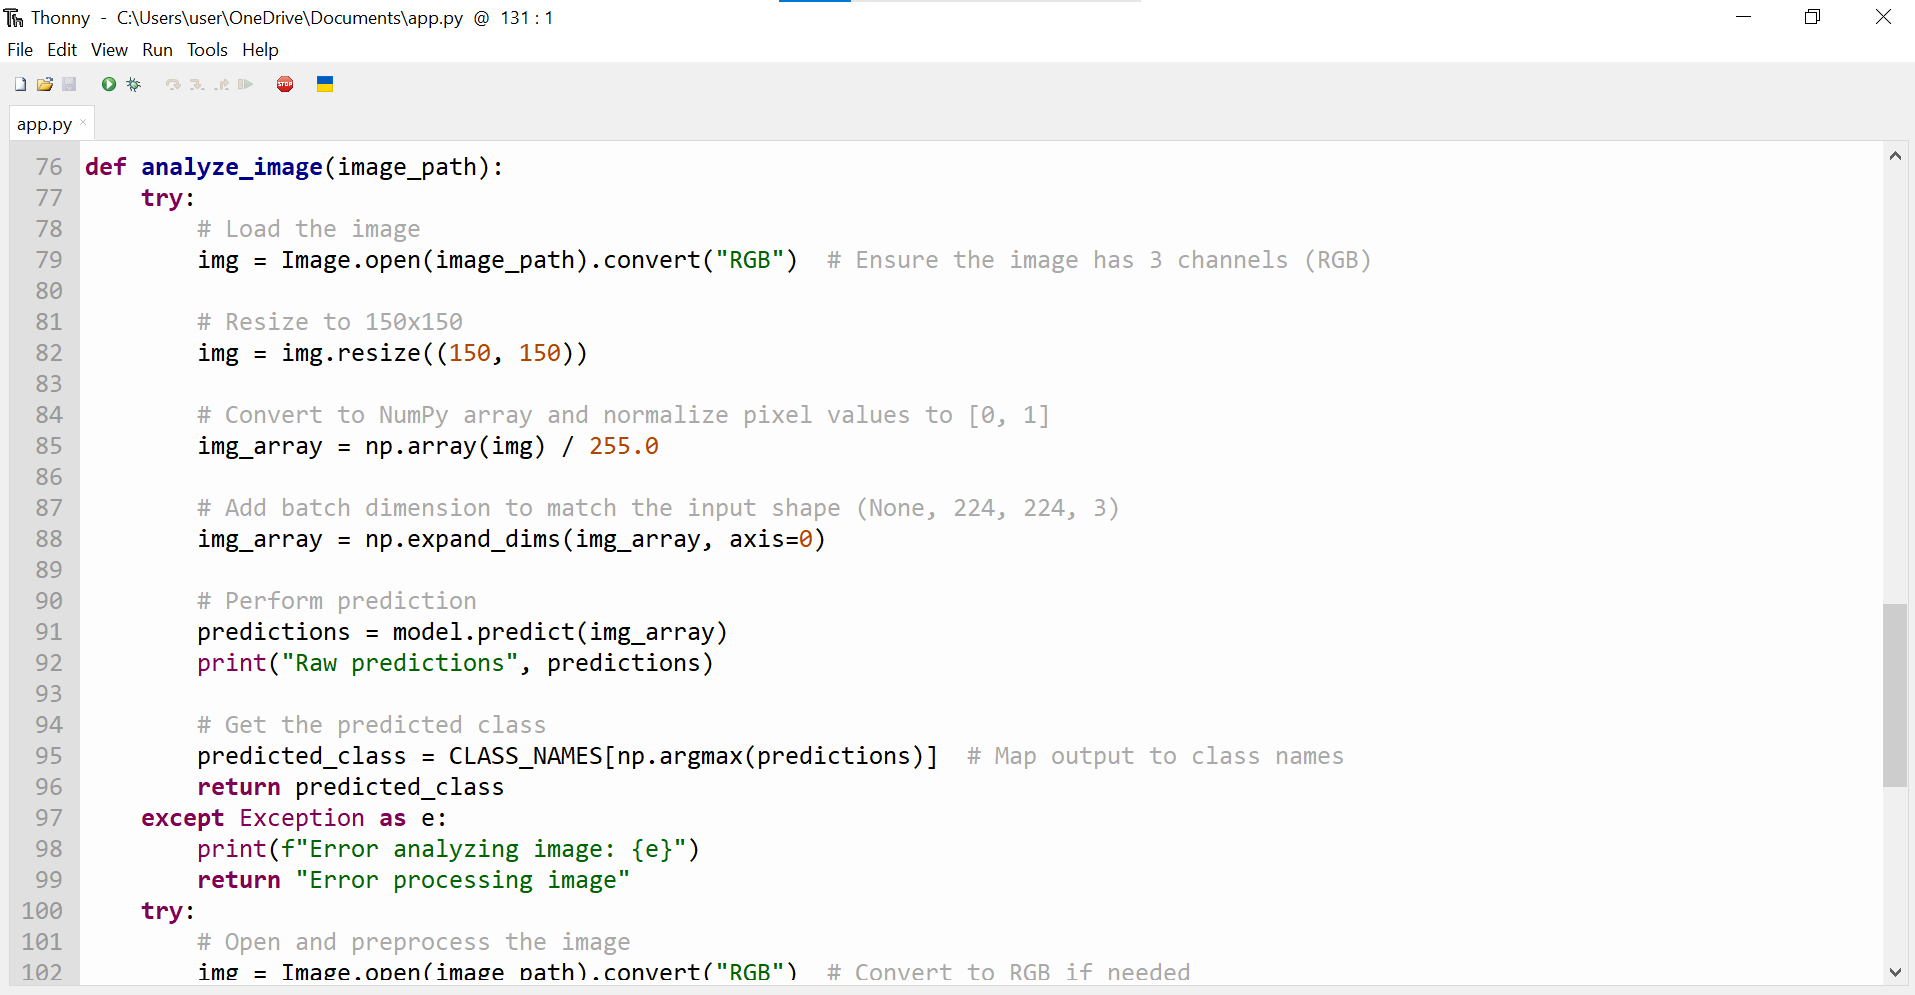 Thonny - C:\Users\user\OneDrive\Documents\app.py @ 131 : 1
File Edit View Run Tools Help
STOP
app.py ×
76 def analyze_image(image_path):
77     try:
78         # Load the image
79         img = Image.open(image_path).convert("RGB")  # Ensure the image has 3 channels (RGB)
80
81         # Resize to 150x150
82         img = img.resize((150, 150))
83
84         # Convert to NumPy array and normalize pixel values to [0, 1]
85         img_array = np.array(img) / 255.0
86
87         # Add batch dimension to match the input shape (None, 224, 224, 3)
88         img_array = np.expand_dims(img_array, axis=0)
89
90         # Perform prediction
91         predictions = model.predict(img_array)
92         print("Raw predictions", predictions)
93
94         # Get the predicted class
95         predicted_class = CLASS_NAMES[np.argmax(predictions)]  # Map output to class names
96         return predicted_class
97     except Exception as e:
98         print(f"Error analyzing image: {e}")
99         return "Error processing image"
100     try:
101         # Open and preprocess the image
102         img = Image.open(image_path).convert("RGB")  # Convert to RGB if needed